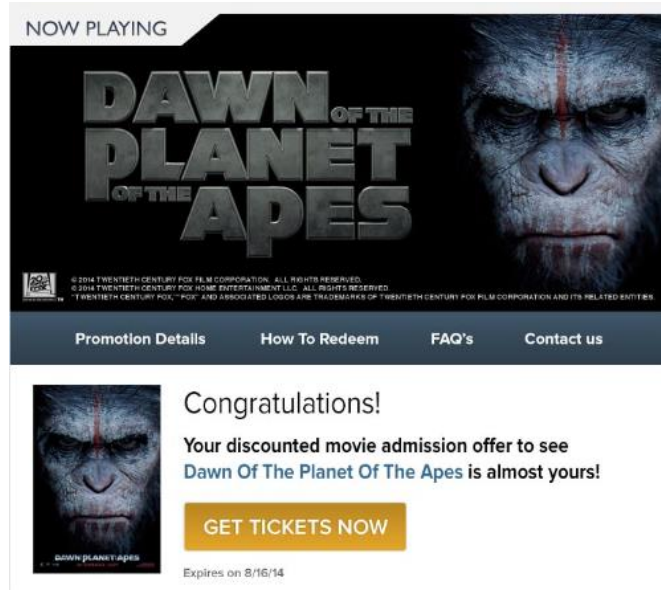 NOW PLAYING
DAWN OF THE
PLANET
OF THE APES
© 2014 TWENTIETH CENTURY FOX FILM CORPORATION. ALL RIGHTS RESERVED.
© 2014 TWENTIETH CENTURY FOX HOME ENTERTAINMENT LLC. ALL RIGHTS RESERVED
"TWENTIETH CENTURY FOX," "FOX" AND ASSOCIATED LOGOS ARE TRADEMARKS OF TWENTIETH CENTURY FOX FILM CORPORATION AND ITS RELATED ENTITIES.
Promotion Details How To Redeem FAQ's Contact us
Congratulations!
Your discounted movie admission offer to see
Dawn Of The Planet Of The Apes is almost yours!
GET TICKETS NOW
Expires on 8/16/14
DAWN OF THE PLANET OF THE APES